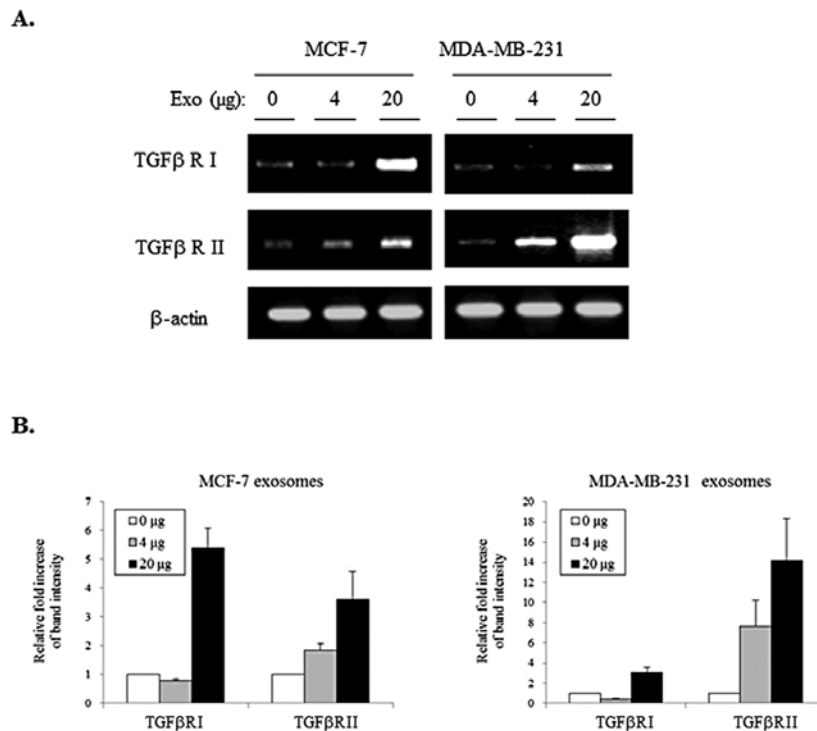 A.
MCF-7 MDA-MB-231
Exo (μg): 0 4 20 0 4 20
TGFβ R I
TGFβ R II
β-actin
B.
MCF-7 exosomes
Relative fold increase
of band intensity
7
6
5
4
3
2
1
0
0 μg
4 μg
20 μg
TGFβRI TGFβRII
MDA-MB-231 exosomes
Relative fold increase
of band intensity
20
18
16
14
12
10
8
6
4
2
0
0 μg
4 μg
20 μg
TGFβRI TGFβRII